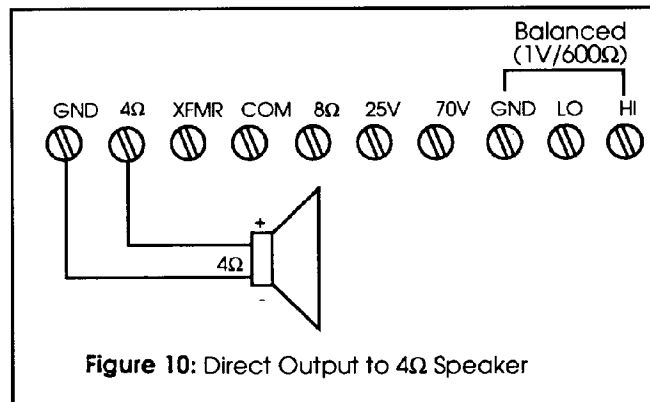 Balanced
(1V/600Ω)
GND 4Ω XFMR COM 8Ω 25V 70V GND LO HI
+
4Ω
-
Figure 10: Direct Output to 4Ω Speaker